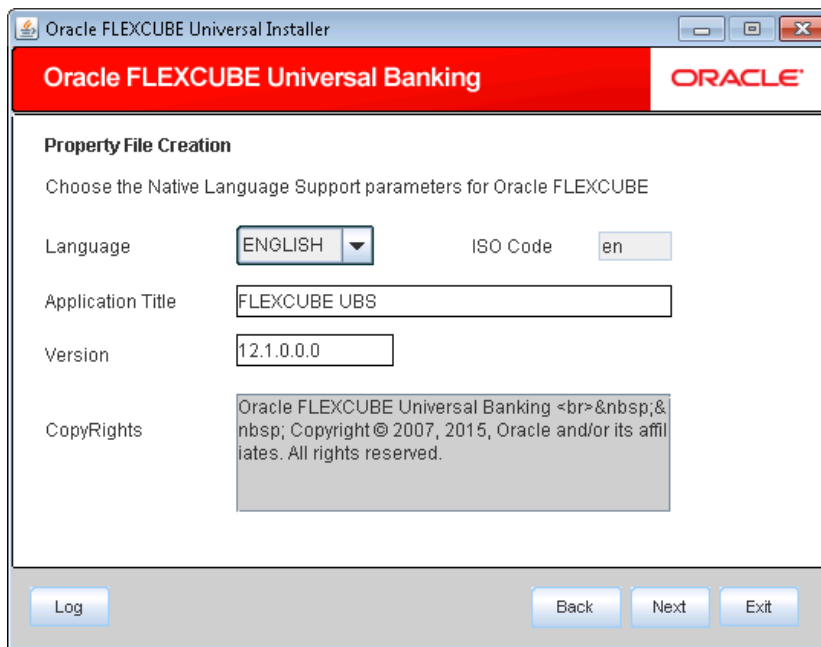 Oracle FLEXCUBE Universal Installer
Oracle FLEXCUBE Universal Banking
ORACLE
Property File Creation
Choose the Native Language Support parameters for Oracle FLEXCUBE
Language ENGLISH ISO Code en
Application Title FLEXCUBE UBS
Version 12.1.0.0.0
CopyRights
Oracle FLEXCUBE Universal Banking <br>&nbsp;&
nbsp; Copyright © 2007, 2015, Oracle and/or its affil
iates. All rights reserved.
Log Back Next Exit